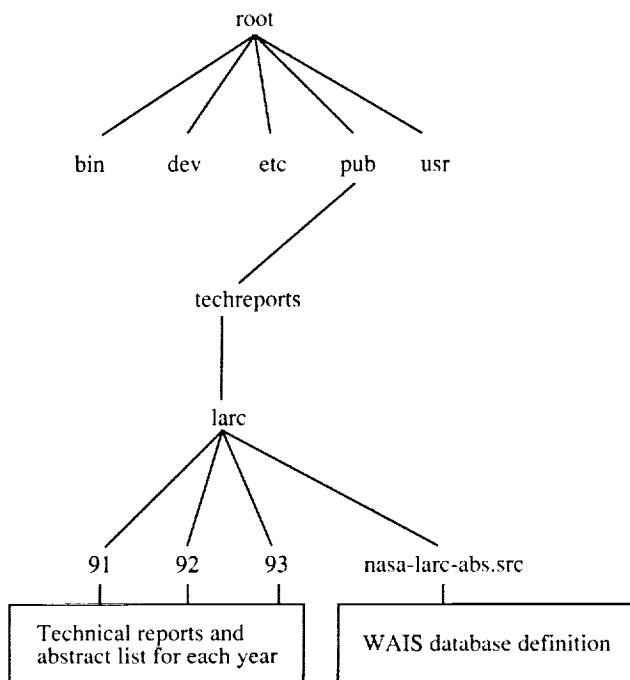 root
bin dev etc pub usr
techreports
larc
91 92 93 nasa-larc-abs.src
Technical reports and
abstract list for each year
WAIS database definition